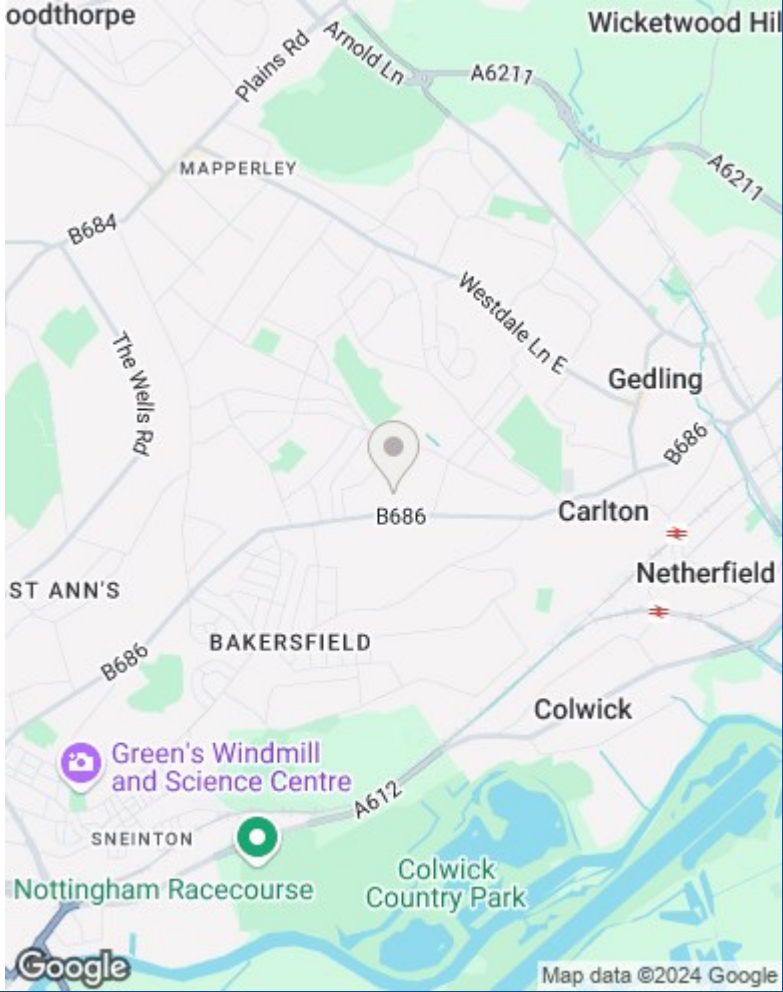 oodthorpe
Wicketwood Hil
Arnold Ln
Plains Rd
A6211
A6211
MAPPERLEY
B684
Westdale Ln E
The Wells Rd
Gedling
B686
B686
Carlton
Netherfield
ST ANN'S
BAKERSFIELD
B686
Colwick
Green's Windmill
and Science Centre
A612
SNEINTON
Colwick
Country Park
Nottingham Racecourse
Google
Map data ©2024 Google